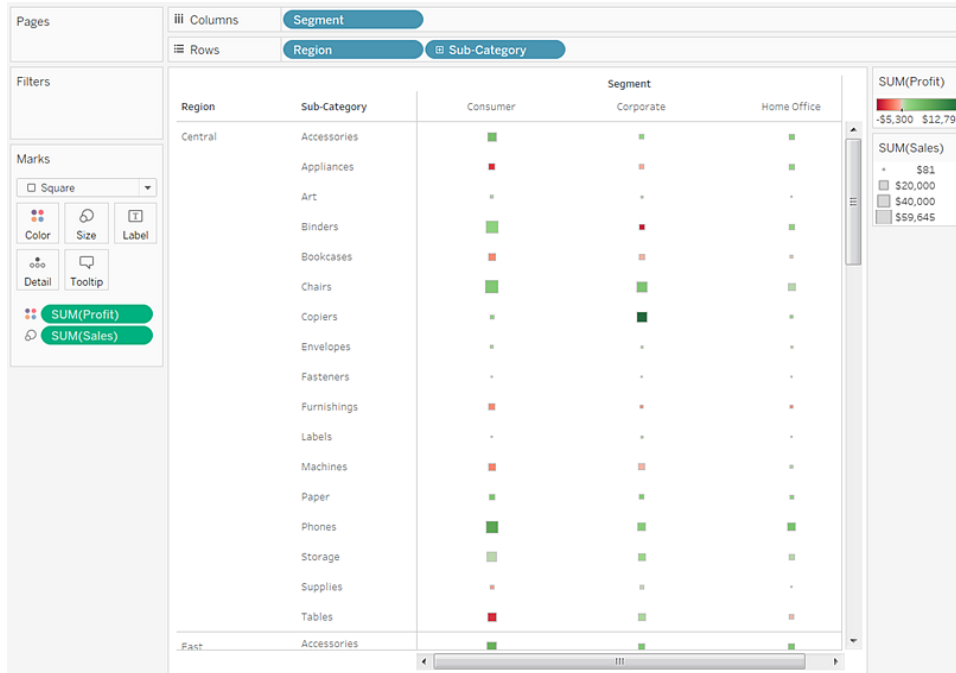 Pages
iii Columns Segment
Rows Region Sub-Category
Filters
Segment
Region Sub-Category Consumer Corporate Home Office
SUM(Profit)
-$5,300 $12,79
SUM(Sales)
$81
$20,000
$40,000
$59,645
Marks
Square
Color Size Label
Detail Tooltip
SUM(Profit)
SUM(Sales)
Central Accessories
Appliances
Art
Binders
Bookcases
Chairs
Copiers
Envelopes
Fasteners
Furnishings
Labels
Machines
Paper
Phones
Storage
Supplies
Tables
East Accessories